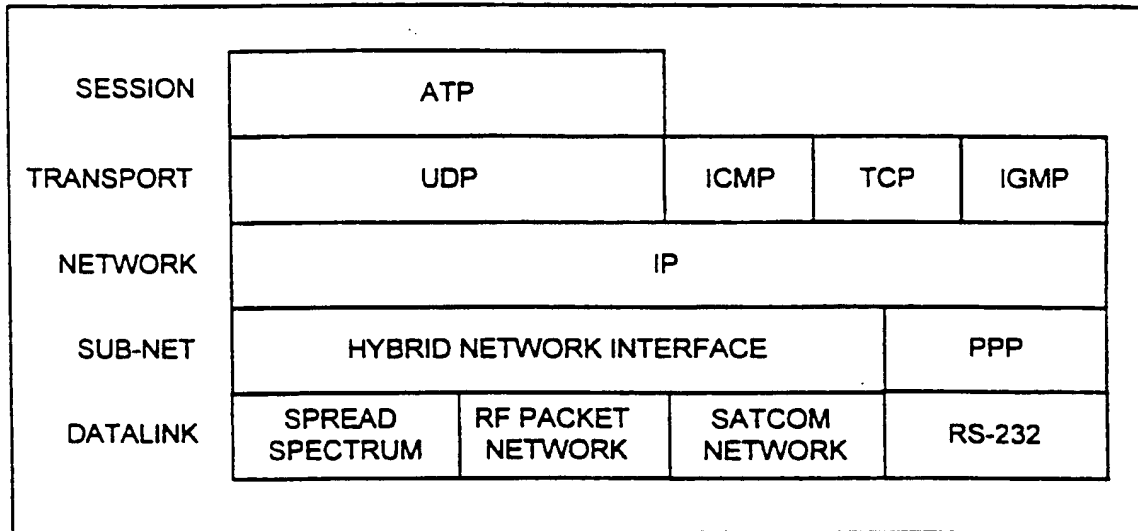 SESSION ATP
TRANSPORT UDP ICMP TCP IGMP
NETWORK IP
SUB-NET HYBRID NETWORK INTERFACE PPP
DATALINK SPREAD SPECTRUM RF PACKET NETWORK SATCOM NETWORK RS-232